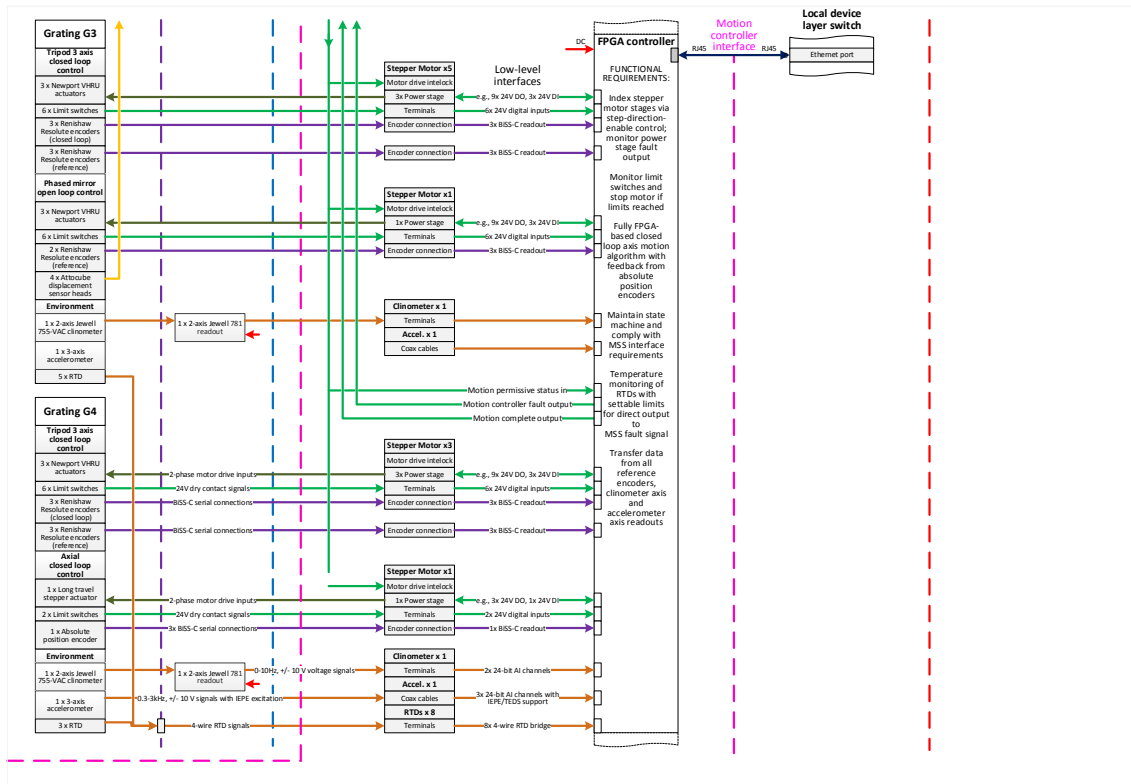 Grating G3
Tripod 3 axis
closed loop
control
3 x Newport VHRU
actuators
6 x Limit switches
3 x Renishaw
Resolute encoders
(closed loop)
3 x Renishaw
Resolute encoders
(reference)
Phased mirror
open loop control
3 x Newport VHRU
actuators
6 x Limit switches
2 x Renishaw
Resolute encoders
(reference)
4 x Attocube
displacement
sensor heads
Environment
1 x 2-axis Jewell
755-VAC clinometer
1 x 3-axis
accelerometer
5 x RTD
Grating G4
Tripod 3 axis
closed loop
control
3 x Newport VHRU
actuators
6 x Limit switches
3 x Renishaw
Resolute encoders
(closed loop)
3 x Renishaw
Resolute encoders
(reference)
Axial
closed loop
control
1 x Long travel
stepper actuator
2 x Limit switches
1 x Absolute
position encoder
Environment
1 x 2-axis Jewell
755-VAC clinometer
1 x 3-axis
accelerometer
3 x RTD
1 x 2-axis Jewell 781
readout
2-phase motor drive inputs
24V dry contact signals
BiSS-C serial connections
BiSS-C serial connections
2-phase motor drive inputs
24V dry contact signals
3x BiSS-C serial connections
1 x 2-axis Jewell 781
readout
0-10Hz, +/- 10 V voltage signals
0.3-3kHz, +/- 10 V signals with IEPE excitation
4-wire RTD signals
Stepper Motor x5
Motor drive intelock
3x Power stage
Terminals
Encoder connection
Encoder connection
Stepper Motor x1
Motor drive intelock
1x Power stage
Terminals
Encoder connection
Clinometer x 1
Terminals
Accel. x 1
Coax cables
Stepper Motor x3
Motor drive intelock
3x Power stage
Terminals
Encoder connection
Encoder connection
Stepper Motor x1
Motor drive intelock
1x Power stage
Terminals
Encoder connection
Clinometer x 1
Terminals
Accel. x 1
Coax cables
RTDs x 8
Terminals
Low-level
interfaces
e.g., 9x 24V DO, 3x 24V DI
6x 24V digital inputs
3x BiSS-C readout
3x BiSS-C readout
e.g., 9x 24V DO, 3x 24V DI
6x 24V digital inputs
3x BiSS-C readout
Motion permissive status in
Motion controller fault output
Motion complete output
e.g., 9x 24V DO, 3x 24V DI
6x 24V digital inputs
3x BiSS-C readout
3x BiSS-C readout
e.g., 3x 24V DO, 1x 24V DI
2x 24V digital inputs
1x BiSS-C readout
2x 24-bit AI channels
3x 24-bit AI channels with
IEPE/TEDS support
8x 4-wire RTD bridge
DC
FPGA controller
FUNCTIONAL
REQUIREMENTS:
Index stepper
motor stages via
step-direction-
enable control;
monitor power
stage fault
output
Monitor limit
switches and
stop motor if
limits reached
Fully FPGA-
based closed
loop axis motion
algorithm with
feedback from
absolute
position
encoders
Maintain state
machine and
comply with
MSS interface
requirements
Temperature
monitoring of
RTDs with
settable limits
for direct output
to
MSS fault signal
Transfer data
from all
reference
encoders,
clinometer axis
and
accelerometer
axis readouts
Motion
controller
interface
RJ45
RJ45
Local device
layer switch
Ethernet port